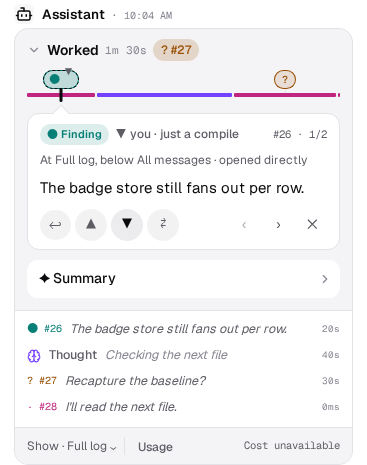 Assistant · 10:04 AM
Worked 1m 30s ? #27
?
Finding ▼ you · just a compile #26 · 1/2
At Full log, below All messages · opened directly
The badge store still fans out per row.
Summary
#26 The badge store still fans out per row. 20s
Thought Checking the next file 40s
? #27 Recapture the baseline? 30s
· #28 I'll read the next file. 0ms
Show · Full log Usage Cost unavailable